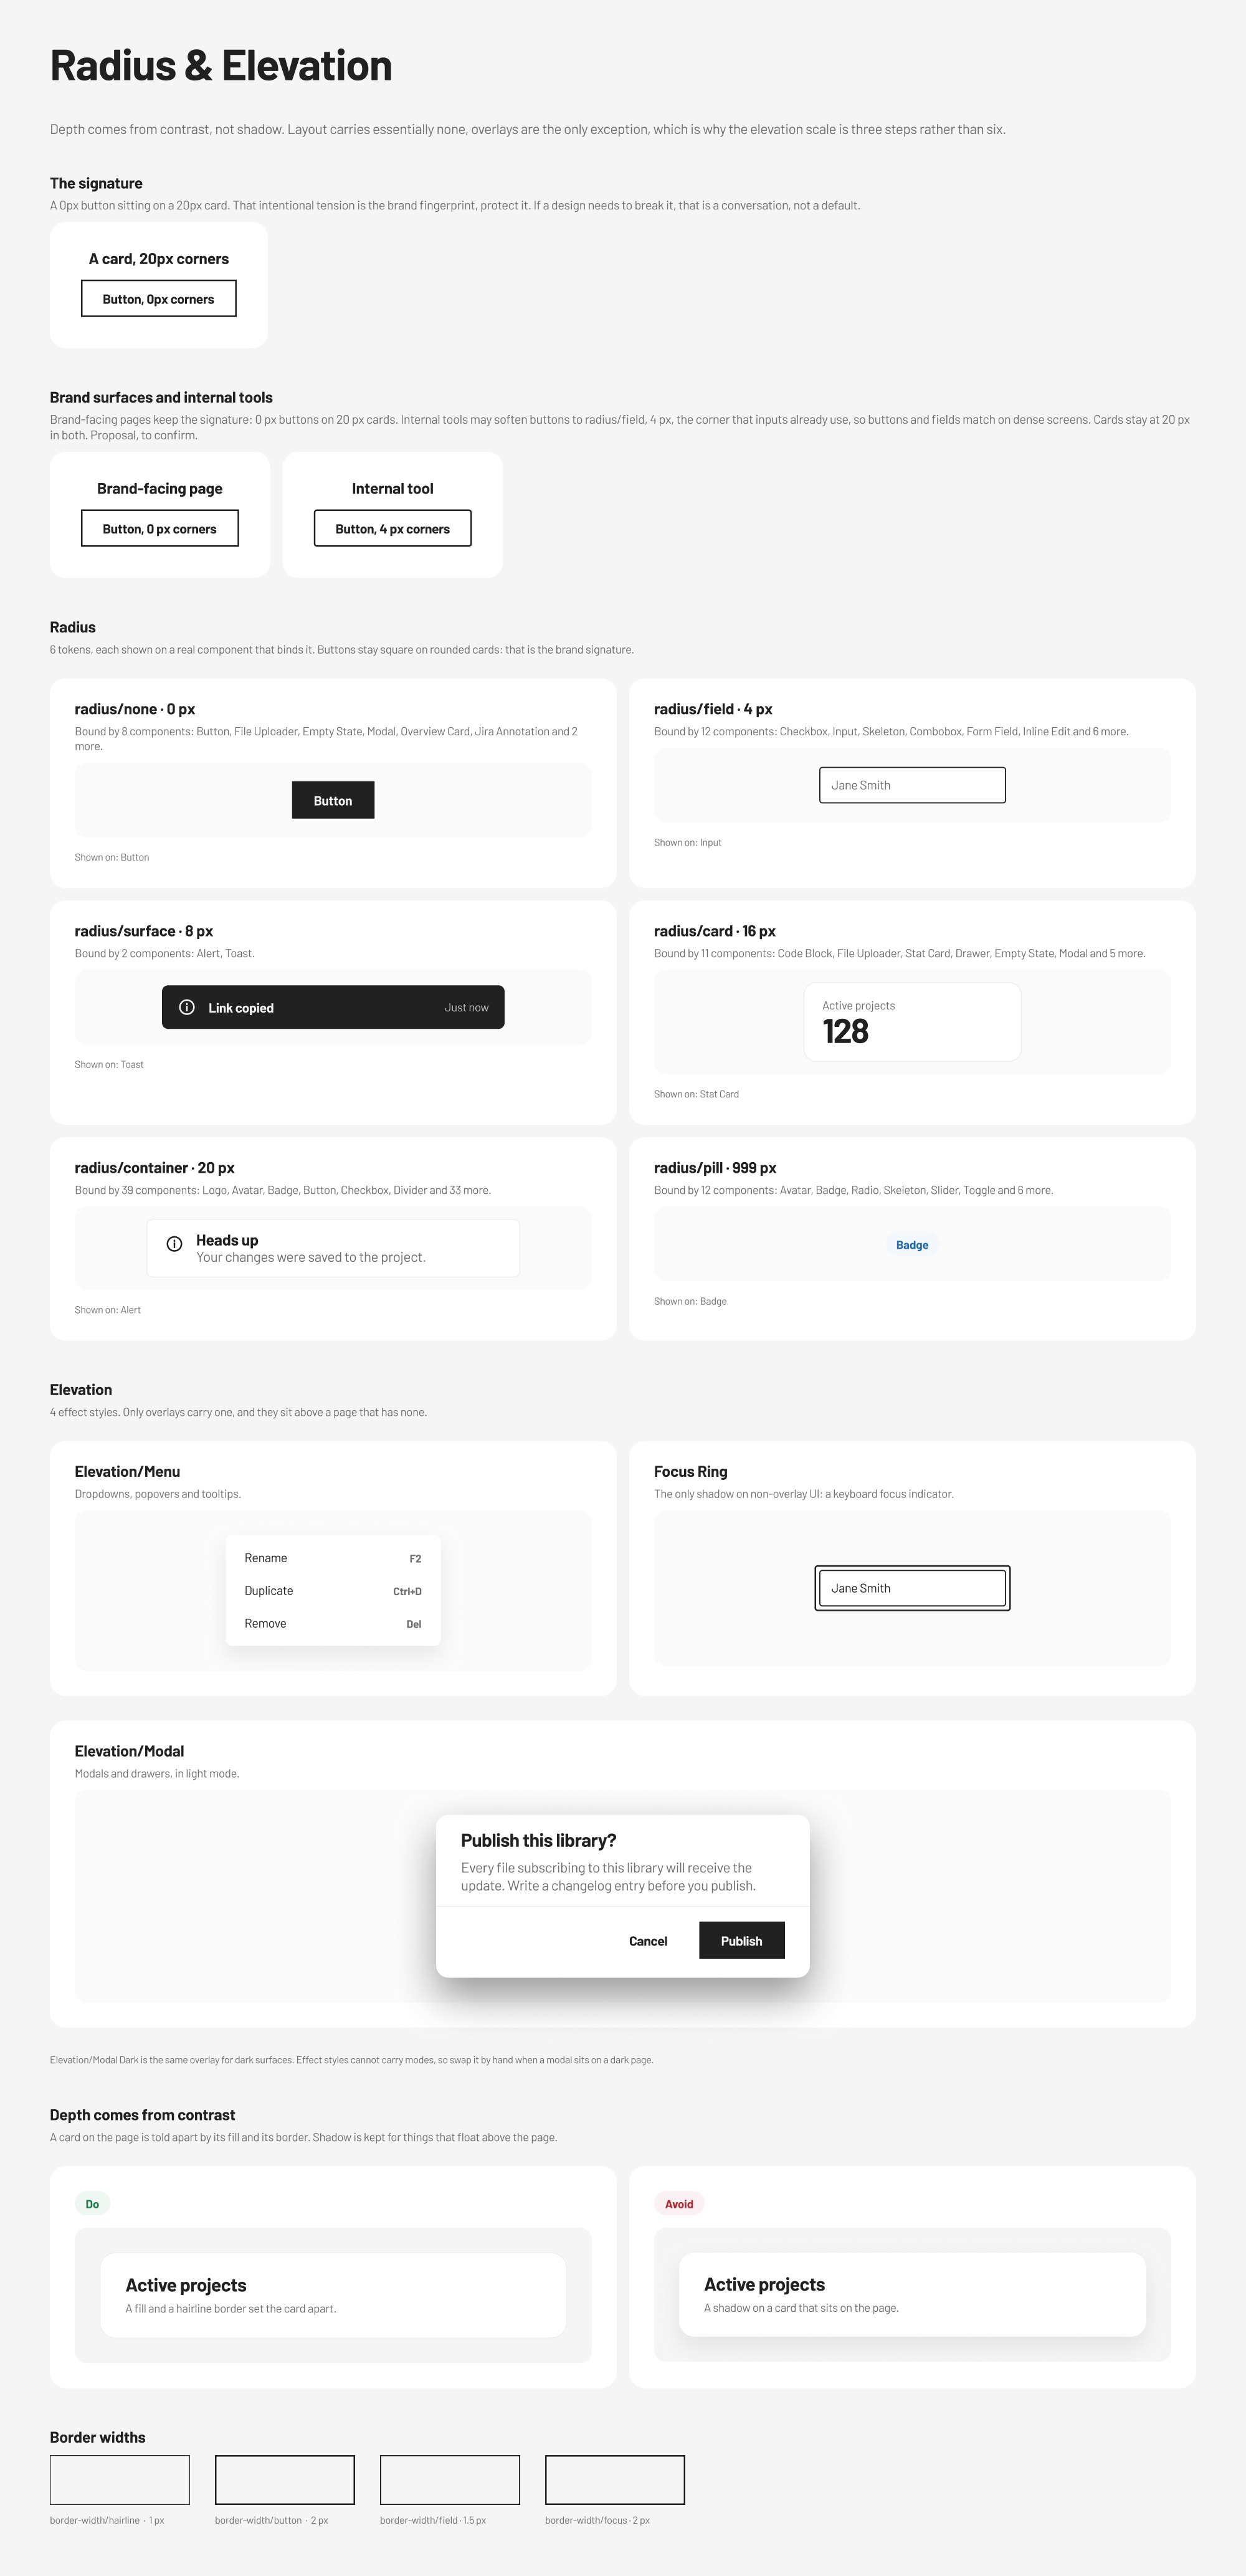 Radius & Elevation
Depth comes from contrast, not shadow. Layout carries essentially none, overlays are the only exception, which is why the elevation scale is three steps rather than six.
The signature
A 0px button sitting on a 20px card. That intentional tension is the brand fingerprint, protect it. If a design needs to break it, that is a conversation, not a default.
A card, 20px corners
Button, 0px corners
Brand surfaces and internal tools
Brand-facing pages keep the signature: 0 px buttons on 20 px cards. Internal tools may soften buttons to radius/field, 4 px, the corner that inputs already use, so buttons and fields match on dense screens. Cards stay at 20 px
in both. Proposal, to confirm.
Brand-facing page
Button, 0 px corners
Internal tool
Button, 4 px corners
Radius
6 tokens, each shown on a real component that binds it. Buttons stay square on rounded cards: that is the brand signature.
radius/none · 0 px
Bound by 8 components: Button, File Uploader, Empty State, Modal, Overview Card, Jira Annotation and 2
more.
Button
Shown on: Button
radius/field · 4 px
Bound by 12 components: Checkbox, Input, Skeleton, Combobox, Form Field, Inline Edit and 6 more.
Jane Smith
Shown on: Input
radius/surface · 8 px
Bound by 2 components: Alert, Toast.
Link copied
Just now
Shown on: Toast
radius/card · 16 px
Bound by 11 components: Code Block, File Uploader, Stat Card, Drawer, Empty State, Modal and 5 more.
Active projects
128
Shown on: Stat Card
radius/container · 20 px
Bound by 39 components: Logo, Avatar, Badge, Button, Checkbox, Divider and 33 more.
Heads up
Your changes were saved to the project.
Shown on: Alert
radius/pill · 999 px
Bound by 12 components: Avatar, Badge, Radio, Skeleton, Slider, Toggle and 6 more.
Badge
Shown on: Badge
Elevation
4 effect styles. Only overlays carry one, and they sit above a page that has none.
Elevation/Menu
Dropdowns, popovers and tooltips.
Rename F2
Duplicate Ctrl+D
Remove Del
Focus Ring
The only shadow on non-overlay UI: a keyboard focus indicator.
Jane Smith
Elevation/Modal
Modals and drawers, in light mode.
Publish this library?
Every file subscribing to this library will receive the
update. Write a changelog entry before you publish.
Cancel
Publish
Elevation/Modal Dark is the same overlay for dark surfaces. Effect styles cannot carry modes, so swap it by hand when a modal sits on a dark page.
Depth comes from contrast
A card on the page is told apart by its fill and its border. Shadow is kept for things that float above the page.
Do
Active projects
A fill and a hairline border set the card apart.
Avoid
Active projects
A shadow on a card that sits on the page.
Border widths
border-width/hairline · 1 px
border-width/button · 2 px
border-width/field · 1.5 px
border-width/focus · 2 px